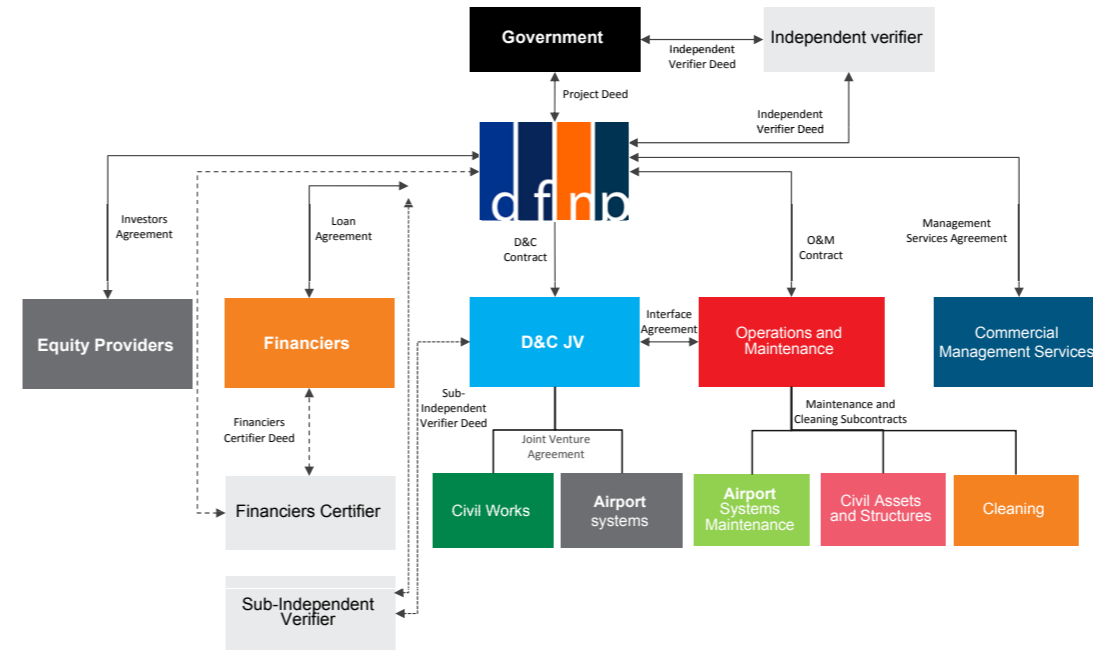 Government
Independent verifier
Independent
Verifier Deed
Project Deed
Independent
Verifier Deed
dfnp
Investors
Agreement
Loan
Agreement
D&C
Contract
O&M
Contract
Management
Services Agreement
Equity Providers
Financiers
D&C JV
Interface
Agreement
Operations and
Maintenance
Commercial
Management Services
Financiers
Certifier Deed
Sub-
Independent
Verifier Deed
Joint Venture
Agreement
Maintenance and
Cleaning Subcontracts
Financiers Certifier
Civil Works
Airport
systems
Airport
Systems
Maintenance
Civil Assets
and Structures
Cleaning
Sub-Independent
Verifier